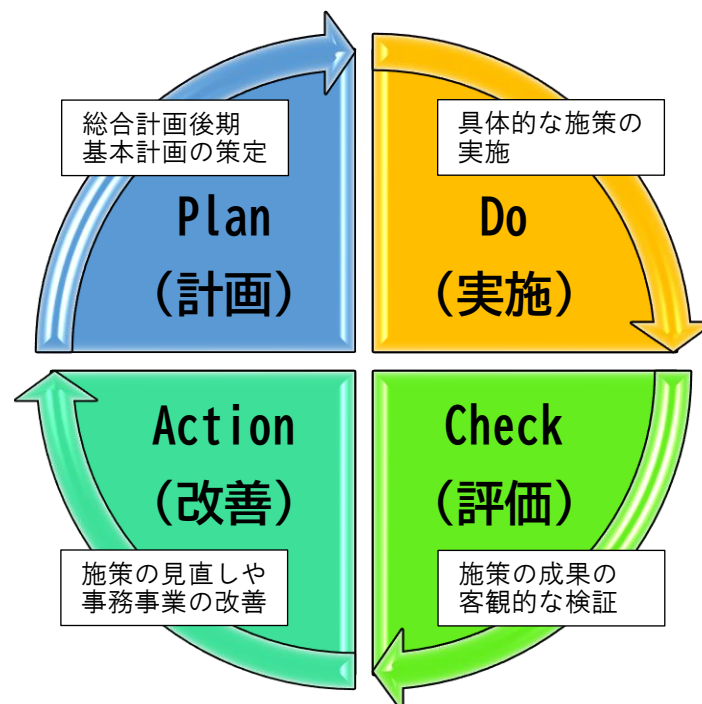 総合計画後期
基本計画の策定
Plan
(計画)
具体的な施策の
実施
Do
(実施)
Action
(改善)
施策の見直しや
事務事業の改善
Check
(評価)
施策の成果の
客観的な検証